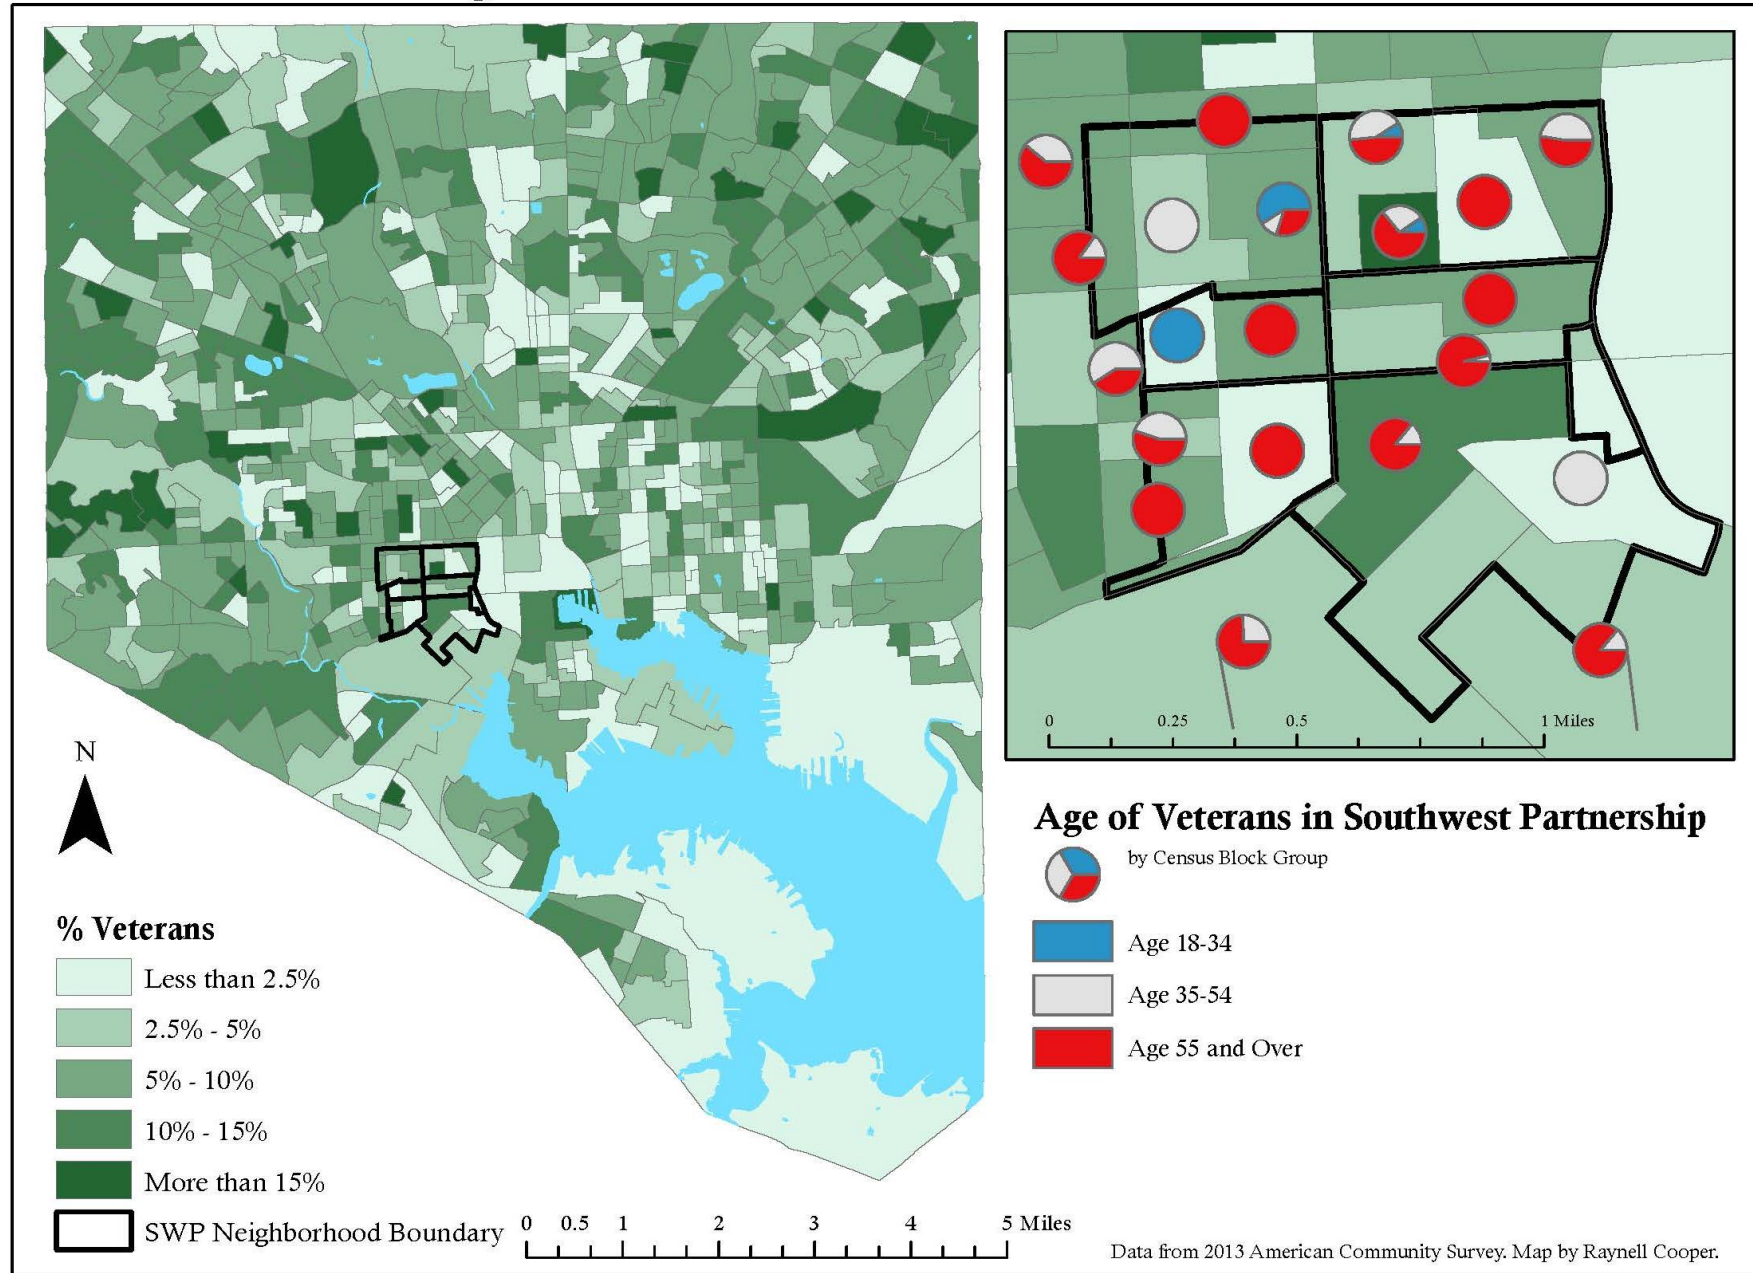 N
% Veterans
Less than 2.5%
2.5% - 5%
5% - 10%
10% - 15%
More than 15%
SWP Neighborhood Boundary
0 0.5 1 2 3 4 5 Miles
0 0.25 0.5 1 Miles
Age of Veterans in Southwest Partnership
by Census Block Group
Age 18-34
Age 35-54
Age 55 and Over
Data from 2013 American Community Survey. Map by Raynell Cooper.